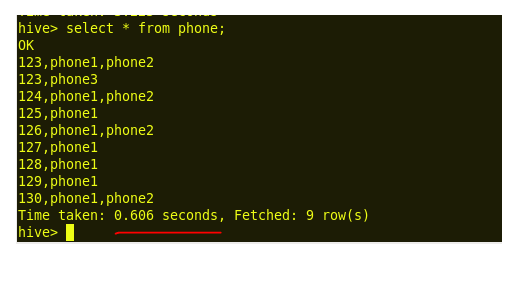 hive> select * from phone;
OK
123,phone1,phone2
123,phone3
124,phone1,phone2
125,phone1
126,phone1,phone2
127,phone1
128,phone1
129,phone1
130,phone1,phone2
Time taken: 0.606 seconds, Fetched: 9 row(s)
hive>